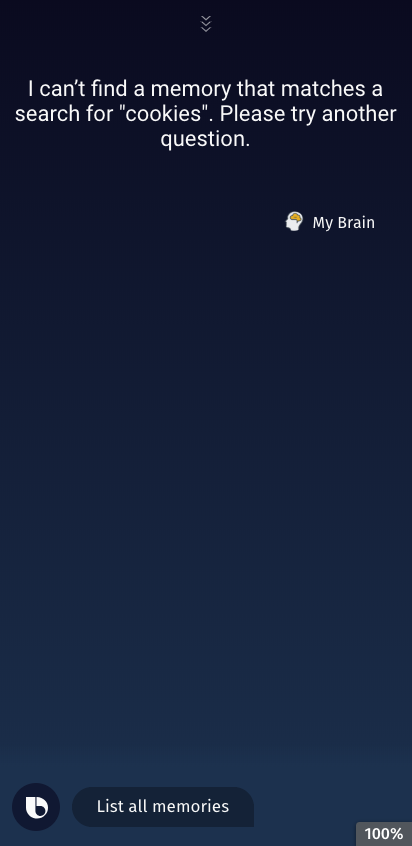 I can’t find a memory that matches a
search for "cookies". Please try another
question.
My Brain
List all memories
100%